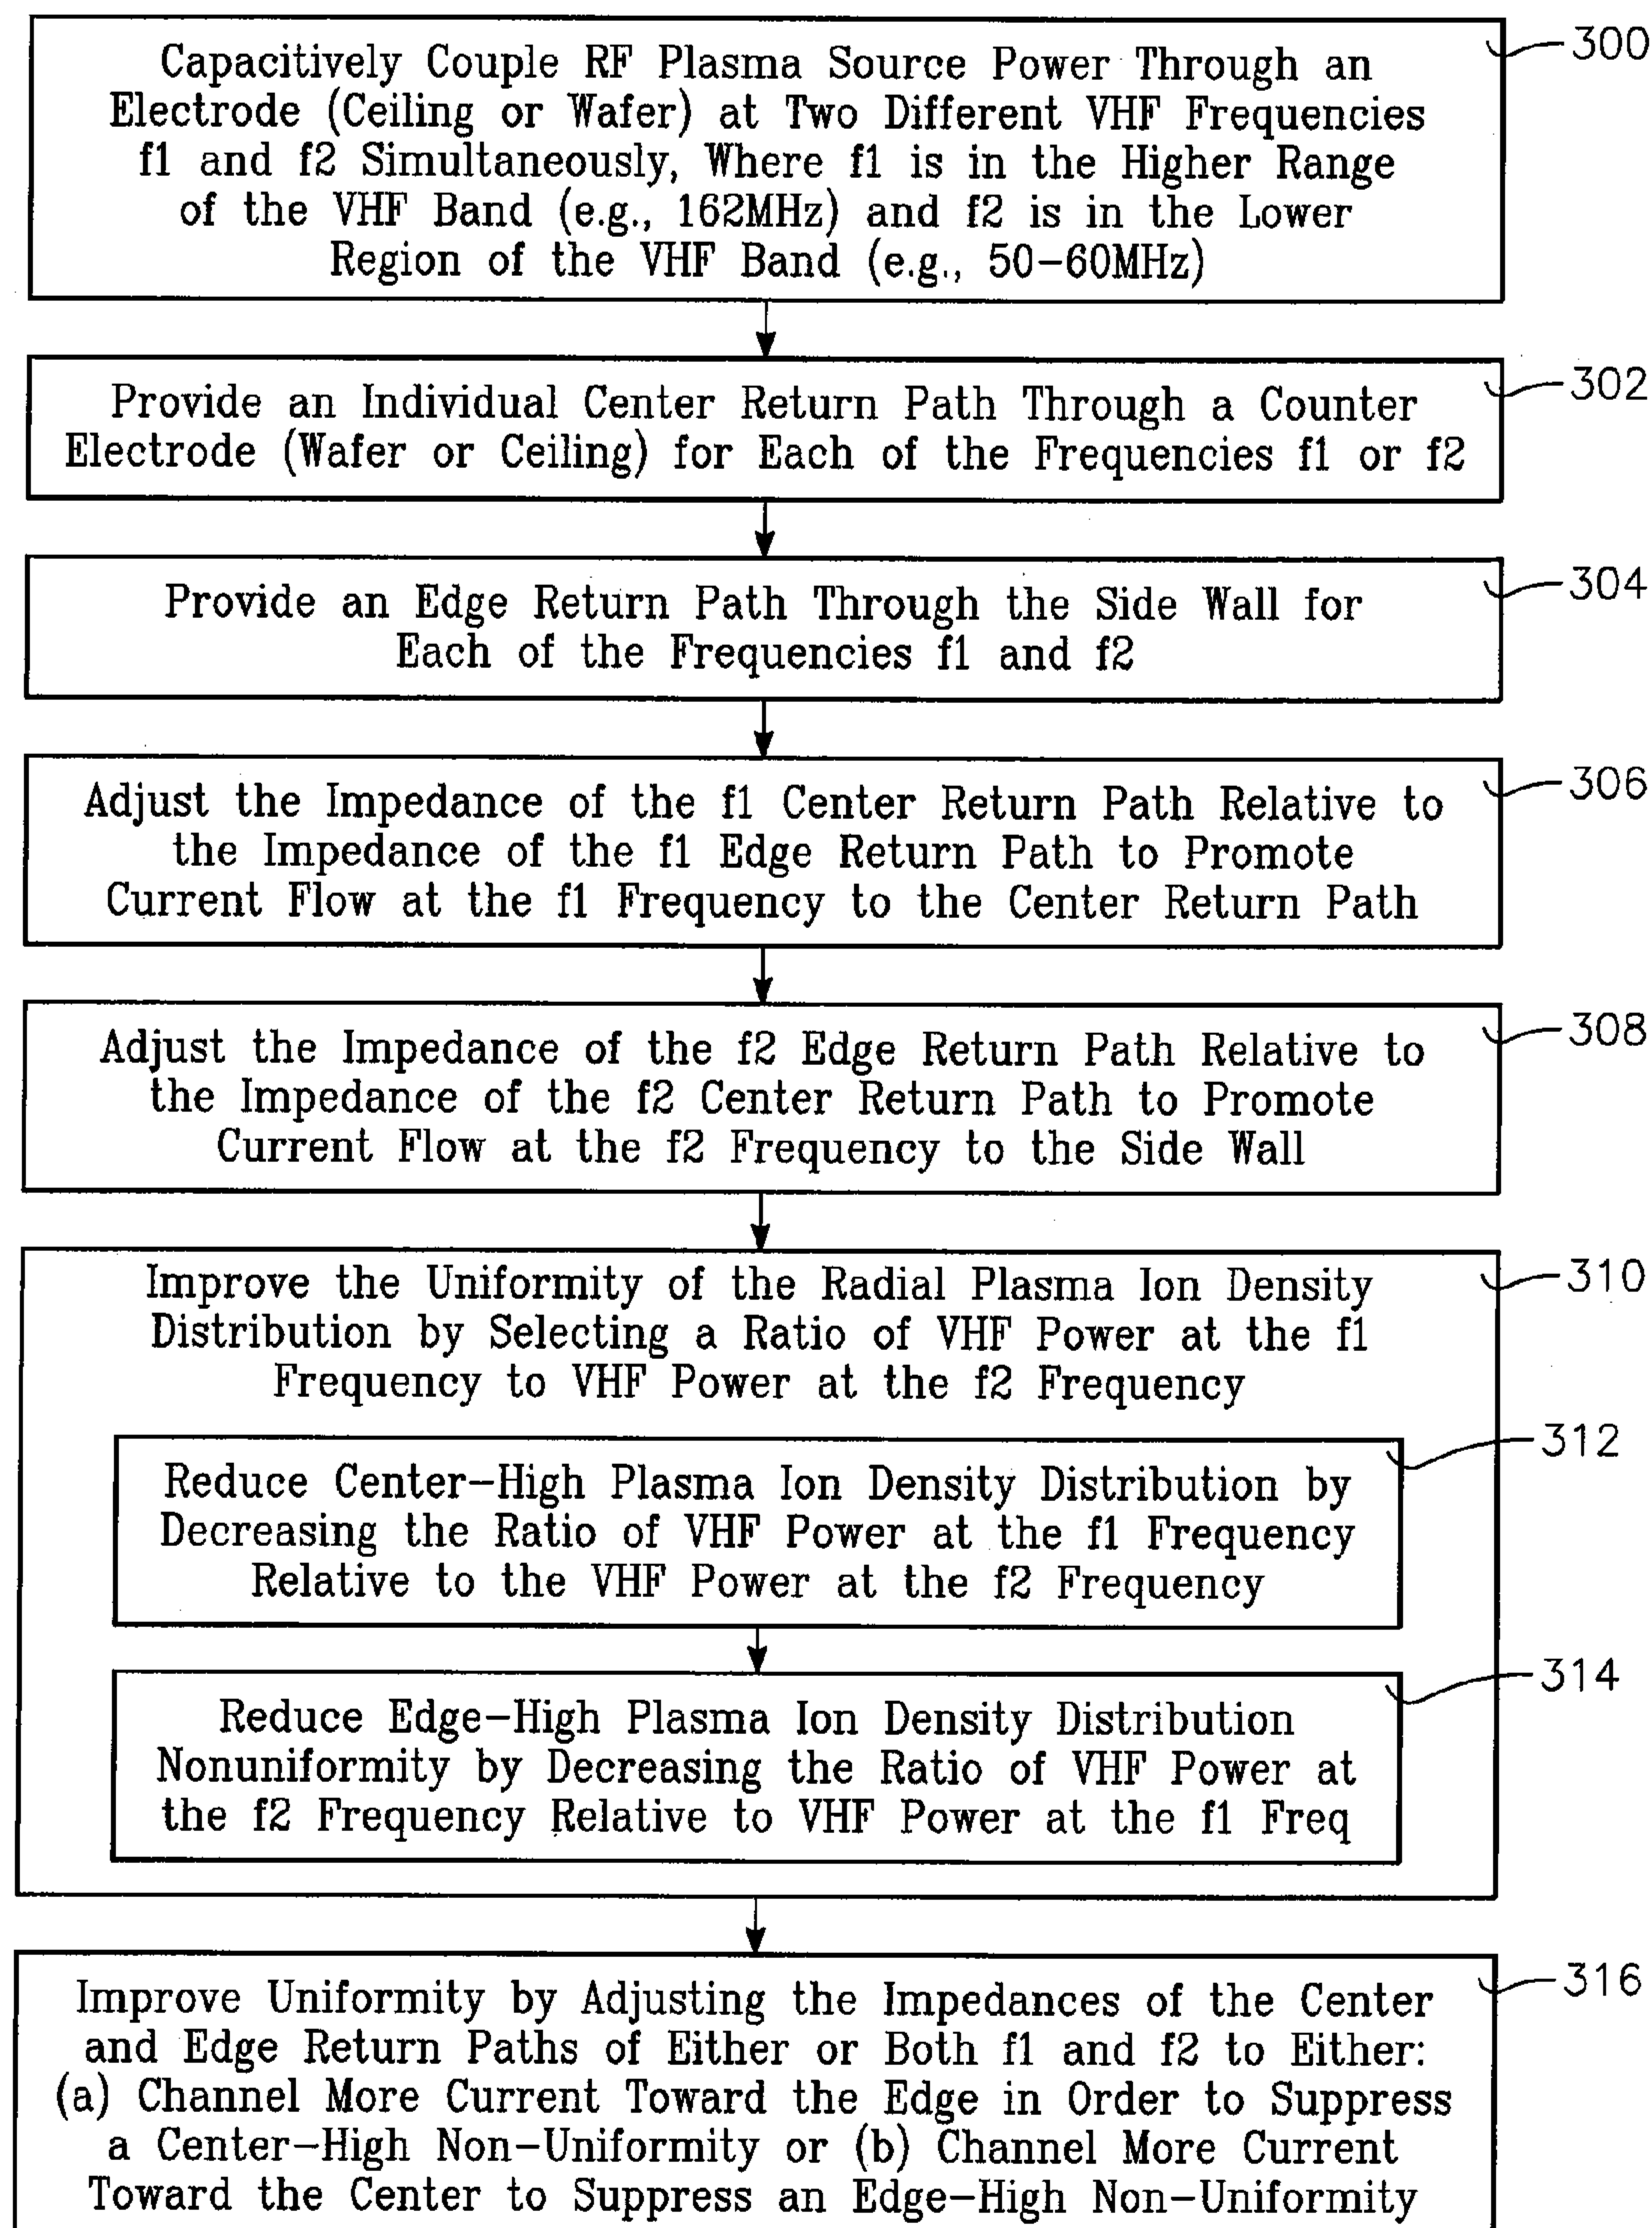 Capacitively Couple RF Plasma Source Power Through an
Electrode (Ceiling or Wafer) at Two Different VHF Frequencies
f1 and f2 Simultaneously, Where f1 is in the Higher Range
of the VHF Band (e.g., 162MHz) and f2 is in the Lower
Region of the VHF Band (e.g., 50-60MHz)
300
Provide an Individual Center Return Path Through a Counter
Electrode (Wafer or Ceiling) for Each of the Frequencies f1 or f2
302
Provide an Edge Return Path Through the Side Wall for
Each of the Frequencies f1 and f2
304
Adjust the Impedance of the f1 Center Return Path Relative to
the Impedance of the f1 Edge Return Path to Promote
Current Flow at the f1 Frequency to the Center Return Path
306
Adjust the Impedance of the f2 Edge Return Path Relative to
the Impedance of the f2 Center Return Path to Promote
Current Flow at the f2 Frequency to the Side Wall
308
Improve the Uniformity of the Radial Plasma Ion Density
Distribution by Selecting a Ratio of VHF Power at the f1
Frequency to VHF Power at the f2 Frequency
310
Reduce Center-High Plasma Ion Density Distribution by
Decreasing the Ratio of VHF Power at the f1 Frequency
Relative to the VHF Power at the f2 Frequency
312
Reduce Edge-High Plasma Ion Density Distribution
Nonuniformity by Decreasing the Ratio of VHF Power at
the f2 Frequency Relative to VHF Power at the f1 Freq
314
Improve Uniformity by Adjusting the Impedances of the Center
and Edge Return Paths of Either or Both f1 and f2 to Either:
(a) Channel More Current Toward the Edge in Order to Suppress
a Center-High Non-Uniformity or (b) Channel More Current
Toward the Center to Suppress an Edge-High Non-Uniformity
316